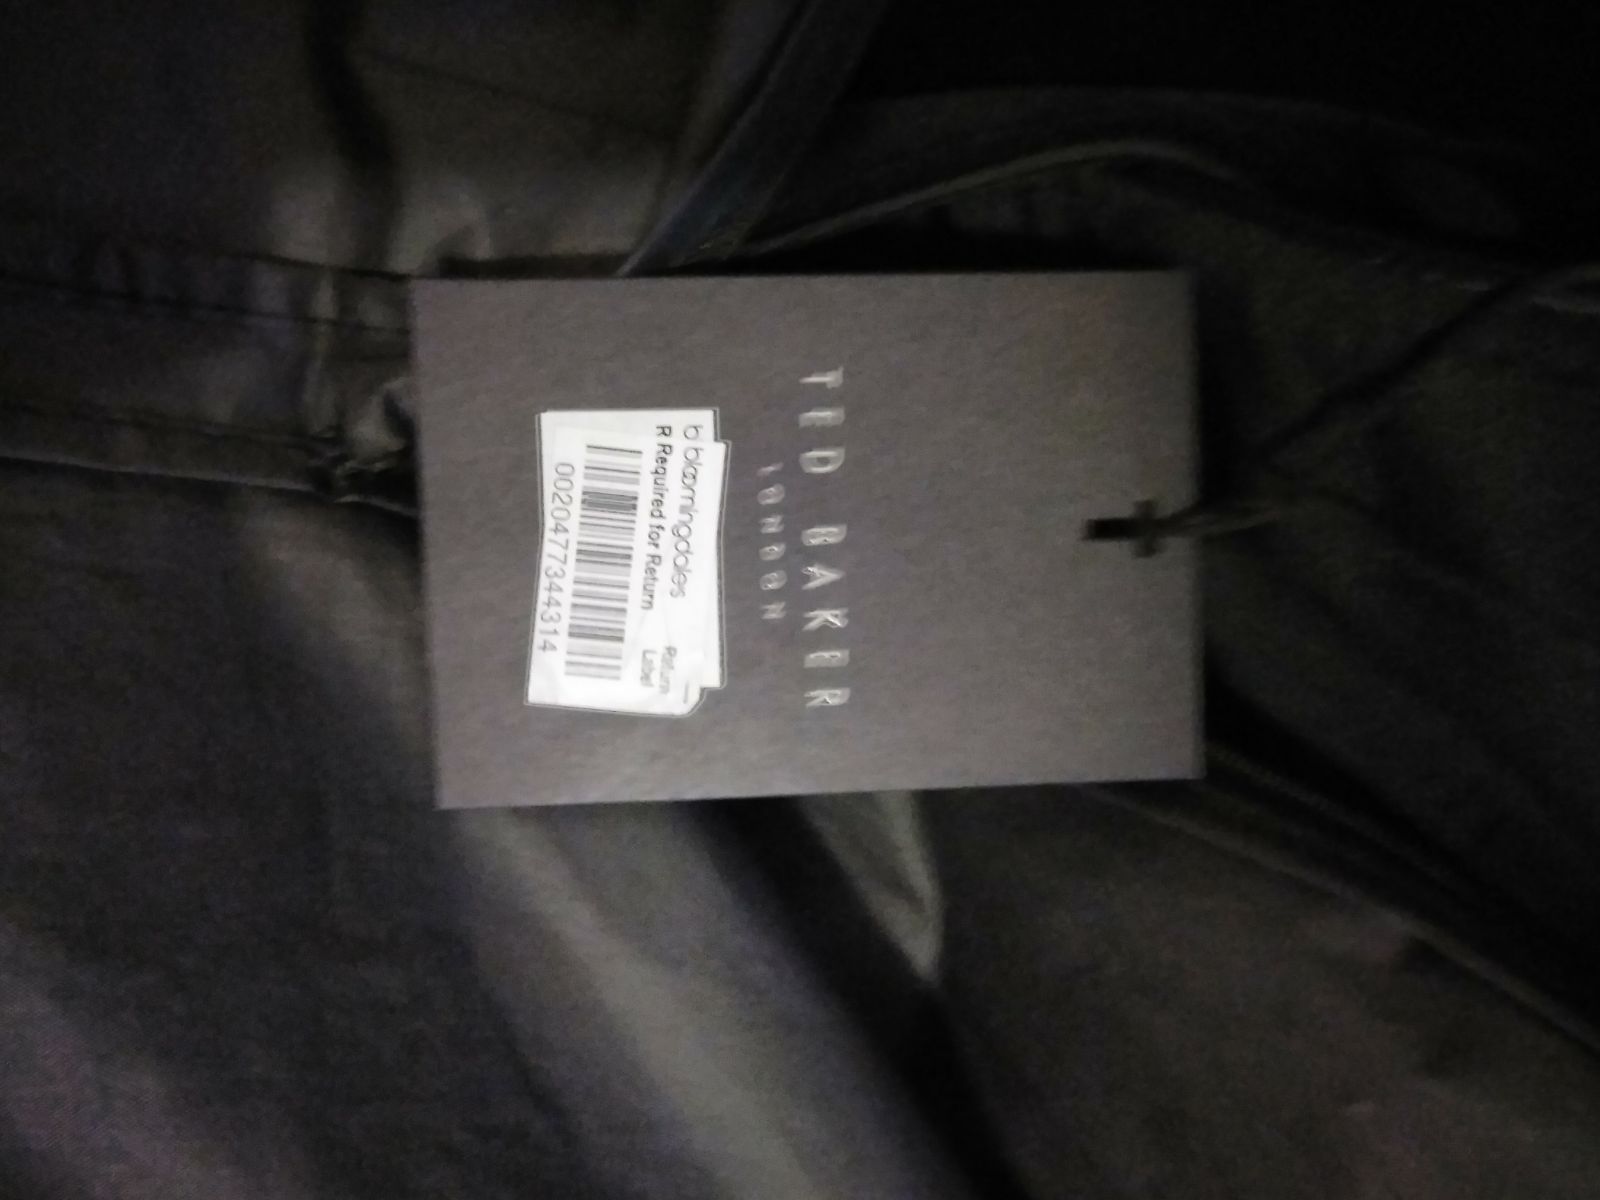 TED BAKER
LONDON
b bloomingdales
R Required for Return
Return
Label
0020477344314